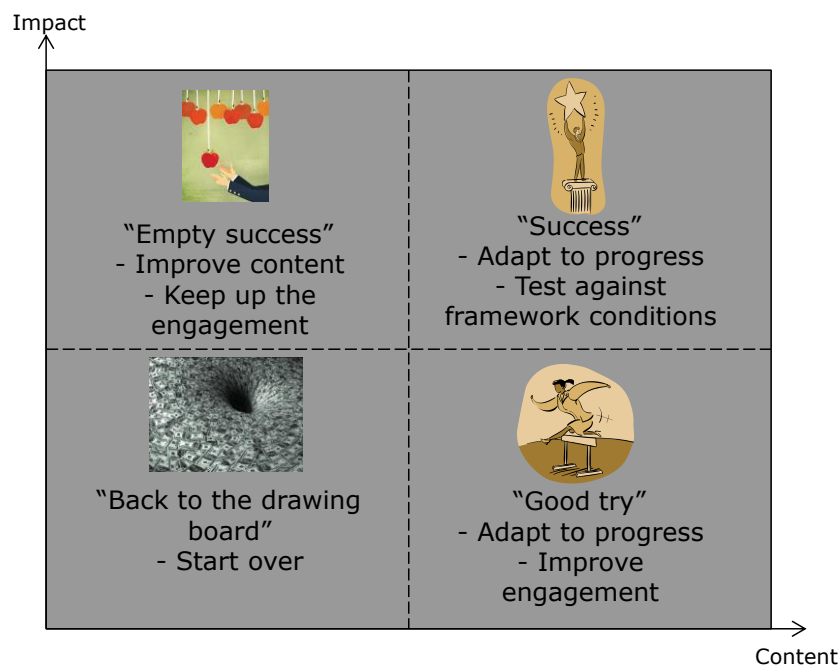 Impact
“Empty success”
- Improve content
- Keep up the
engagement
“Success”
- Adapt to progress
- Test against
framework conditions
“Back to the drawing
board”
- Start over
“Good try”
- Adapt to progress
- Improve
engagement
Content